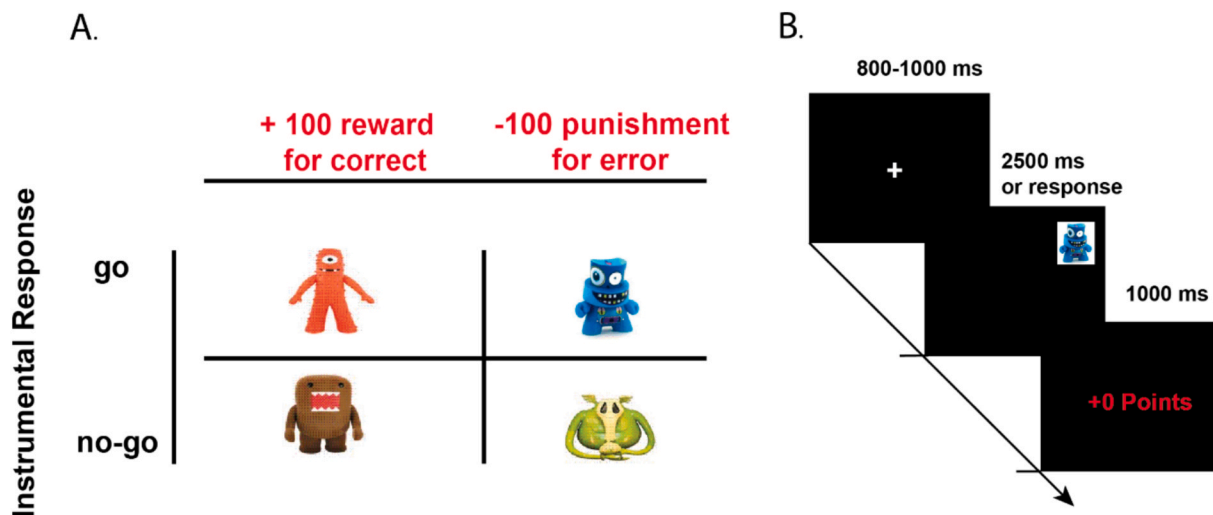 A.
+ 100 reward
for correct
-100 punishment
for error
Instrumental Response
go
no-go
B.
800-1000 ms
+
2500 ms
or response
1000 ms
+0 Points